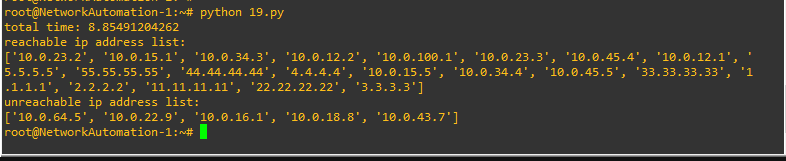 root@NetworkAutomation-1:~# python 19.py
total time: 8.85491204262
reachable ip address list:
['10.0.23.2', '10.0.15.1', '10.0.34.3', '10.0.12.2', '10.0.100.1', '10.0.23.3', '10.0.45.4', '10.0.12.1', '
5.5.5.5', '55.55.55.55', '44.44.44.44', '4.4.4.4', '10.0.15.5', '10.0.34.4', '10.0.45.5', '33.33.33.33', '1
.1.1.1', '2.2.2.2', '11.11.11.11', '22.22.22.22', '3.3.3.3']
unreachable ip address list:
['10.0.64.5', '10.0.22.9', '10.0.16.1', '10.0.18.8', '10.0.43.7']
root@NetworkAutomation-1:~#